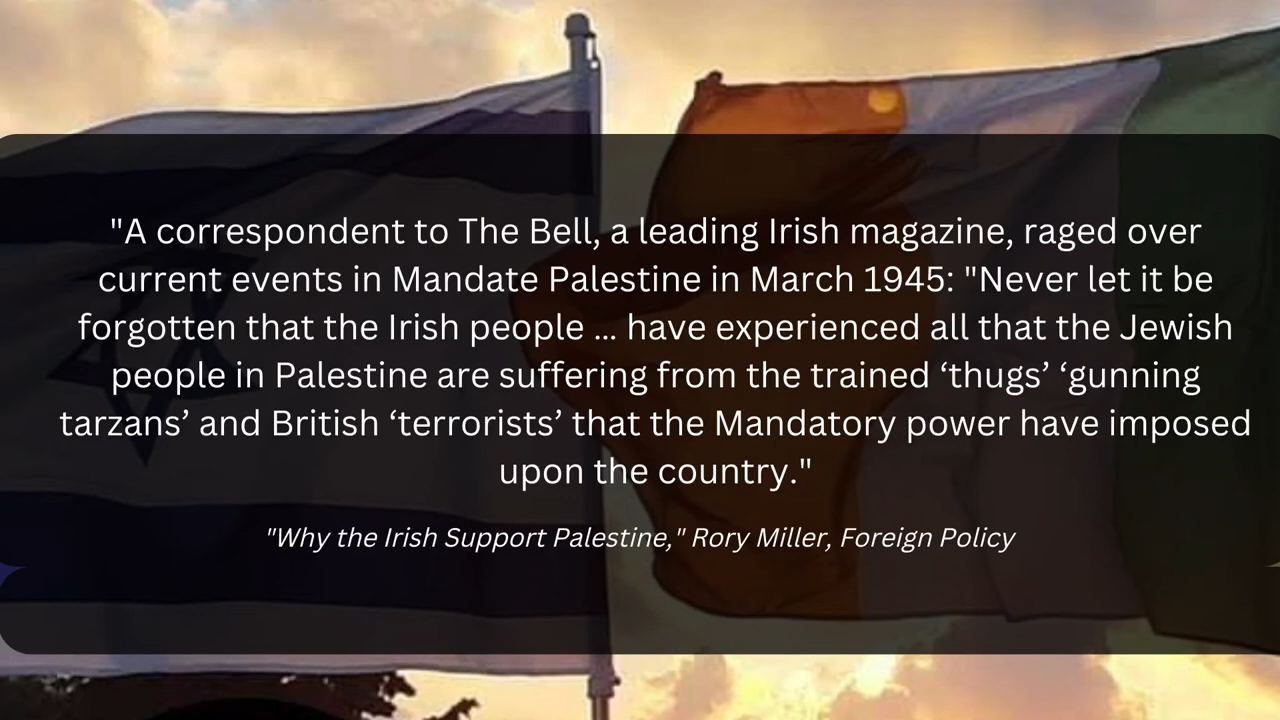 "A correspondent to The Bell, a leading Irish magazine, raged over
current events in Mandate Palestine in March 1945: "Never let it be
forgotten that the Irish people ... have experienced all that the Jewish
people in Palestine are suffering from the trained ‘thugs’ ‘gunning
tarzans’ and British ‘terrorists’ that the Mandatory power have imposed
upon the country."
"Why the Irish Support Palestine," Rory Miller, Foreign Policy